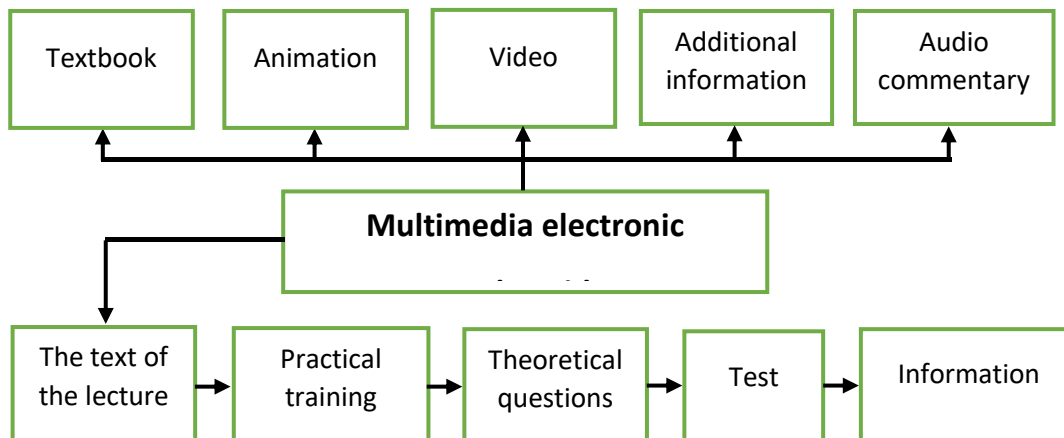 Textbook
Animation
Video
Additional
information
Audio
commentary
Multimedia electronic
The text of
the lecture
Practical
training
Theoretical
questions
Test
Information